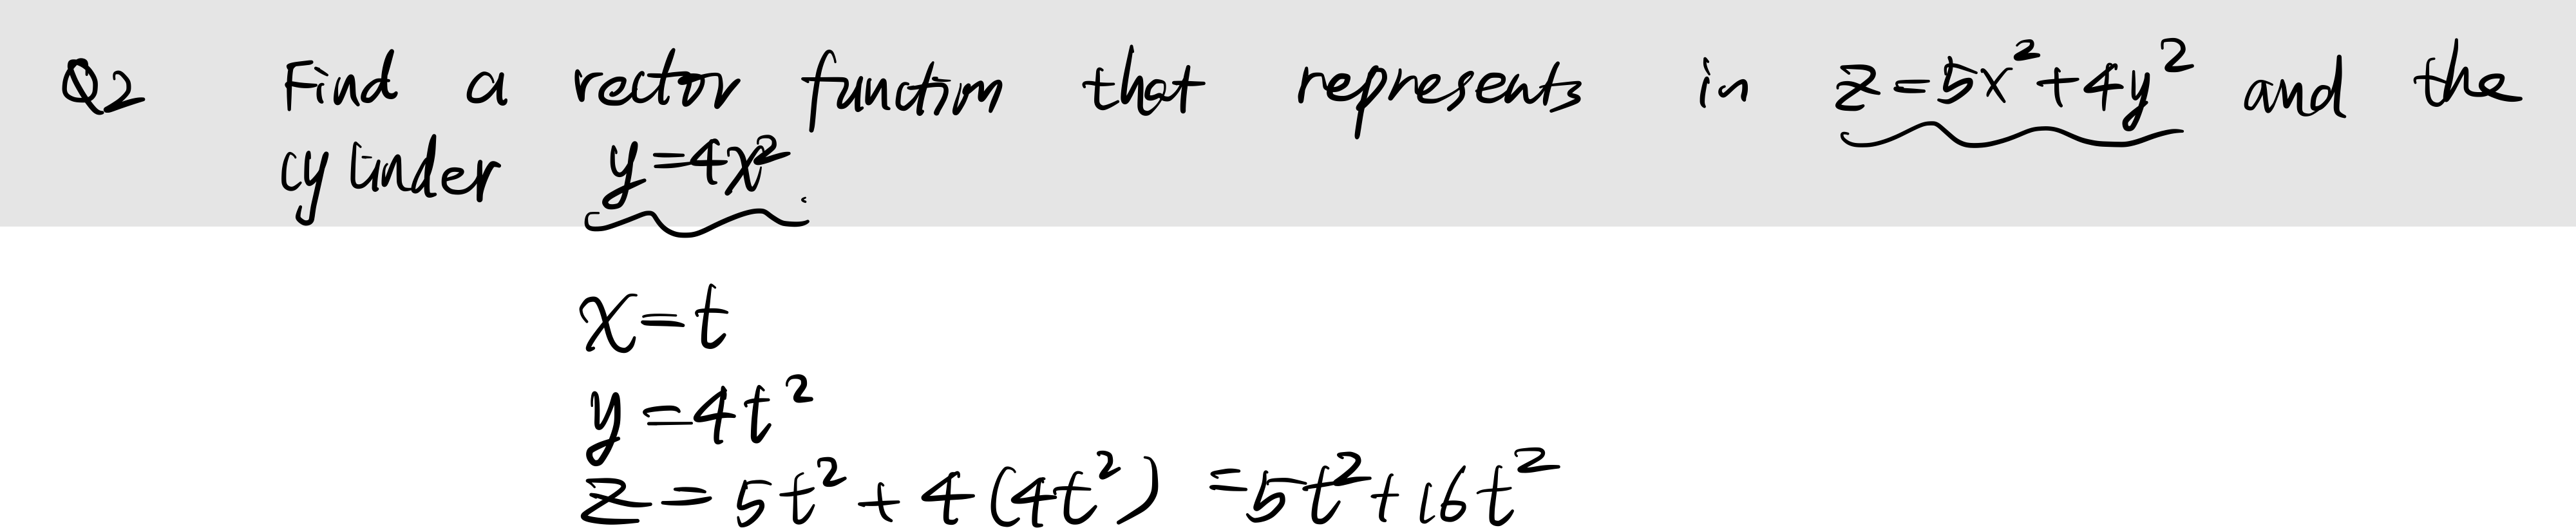 Q2 Find a vector function that represents in z=5x²+4y² and the
cylinder y=4x².
x=t
y=4t²
z=5t²+4(4t²)=5t²+16t²